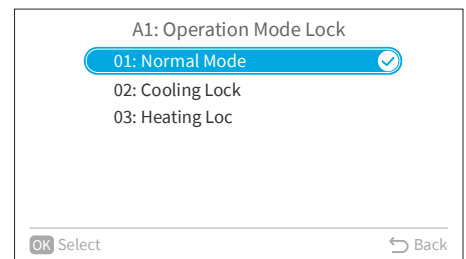 A1: Operation Mode Lock
01: Normal Mode
02: Cooling Lock
03: Heating Loc
OK Select
Back